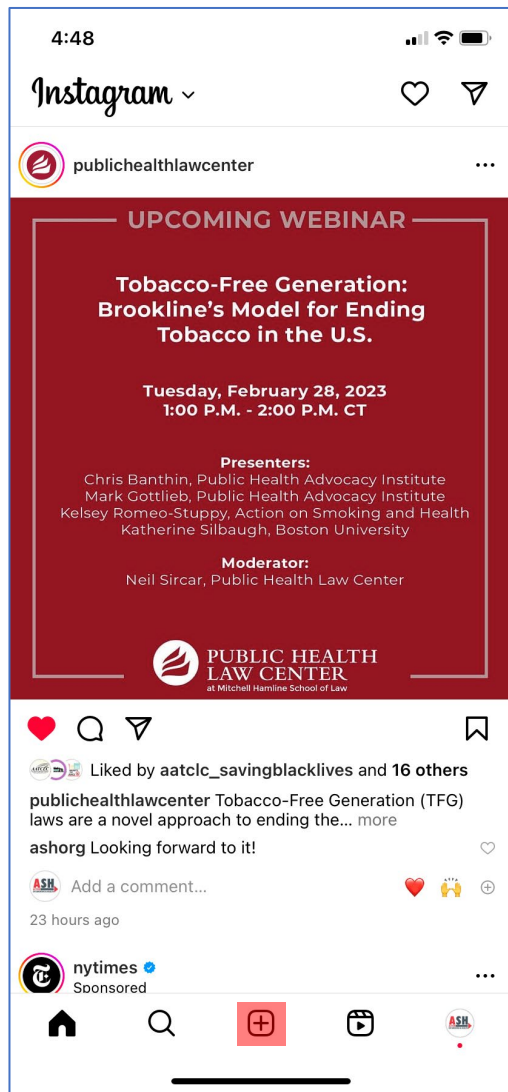 4:48
Instagram
publichealthlawcenter
UPCOMING WEBINAR
Tobacco-Free Generation:
Brookline's Model for Ending
Tobacco in the U.S.
Tuesday, February 28, 2023
1:00 P.M. - 2:00 P.M. CT
Presenters:
Chris Banthin, Public Health Advocacy Institute
Mark Gottlieb, Public Health Advocacy Institute
Kelsey Romeo-Stuppy, Action on Smoking and Health
Katherine Silbaugh, Boston University
Moderator:
Neil Sircar, Public Health Law Center
PUBLIC HEALTH
LAW CENTER
at Mitchell Hamline School of Law
Liked by aatclc_savingblacklives and 16 others
publichealthlawcenter Tobacco-Free Generation (TFG)
laws are a novel approach to ending the... more
ashorg Looking forward to it!
ASH
Add a comment...
23 hours ago
nytimes
Sponsored
ASH